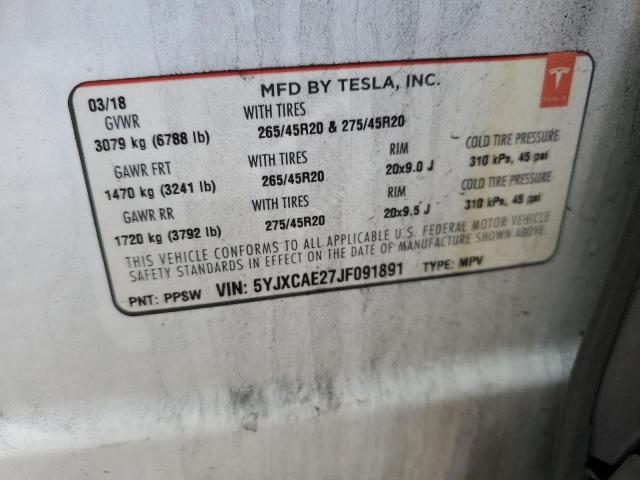 MFD BY TESLA, INC.
03/18
GVWR WITH TIRES
3079 kg (6788 lb) 265/45R20 & 275/45R20
GAWR FRT WITH TIRES RIM COLD TIRE PRESSURE
1470 kg (3241 lb) 265/45R20 20x9.0 J 310 kPa, 45 psi
GAWR RR WITH TIRES RIM COLD TIRE PRESSURE
1720 kg (3792 lb) 275/45R20 20x9.5 J 310 kPa, 45 psi
THIS VEHICLE CONFORMS TO ALL APPLICABLE U.S. FEDERAL MOTOR VEHICLE
SAFETY STANDARDS IN EFFECT ON THE DATE OF MANUFACTURE SHOWN ABOVE.
PNT: PPSW VIN: 5YJXCAE27JF091891 TYPE: MPV
TESLA